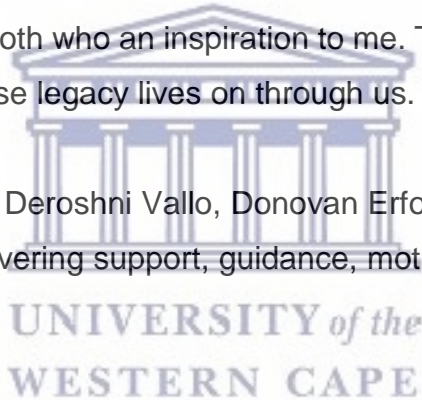 oth who an inspiration to me. T
se legacy lives on through us.
Deroshni Vallo, Donovan Erfo
vering support, guidance, mot
UNIVERSITY of the
WESTERN CAPE